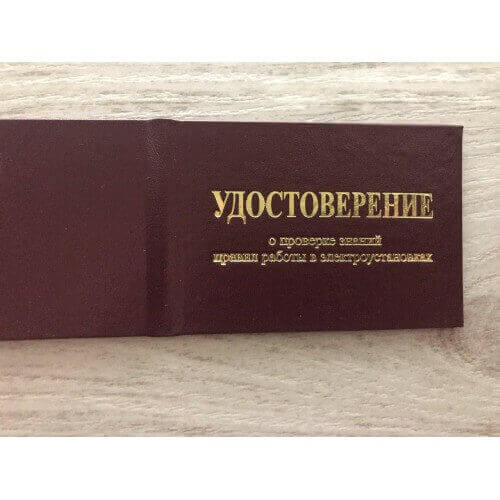 УДОСТОВЕРЕНИЕ
о проверке знаний
правил работы в электроустановках